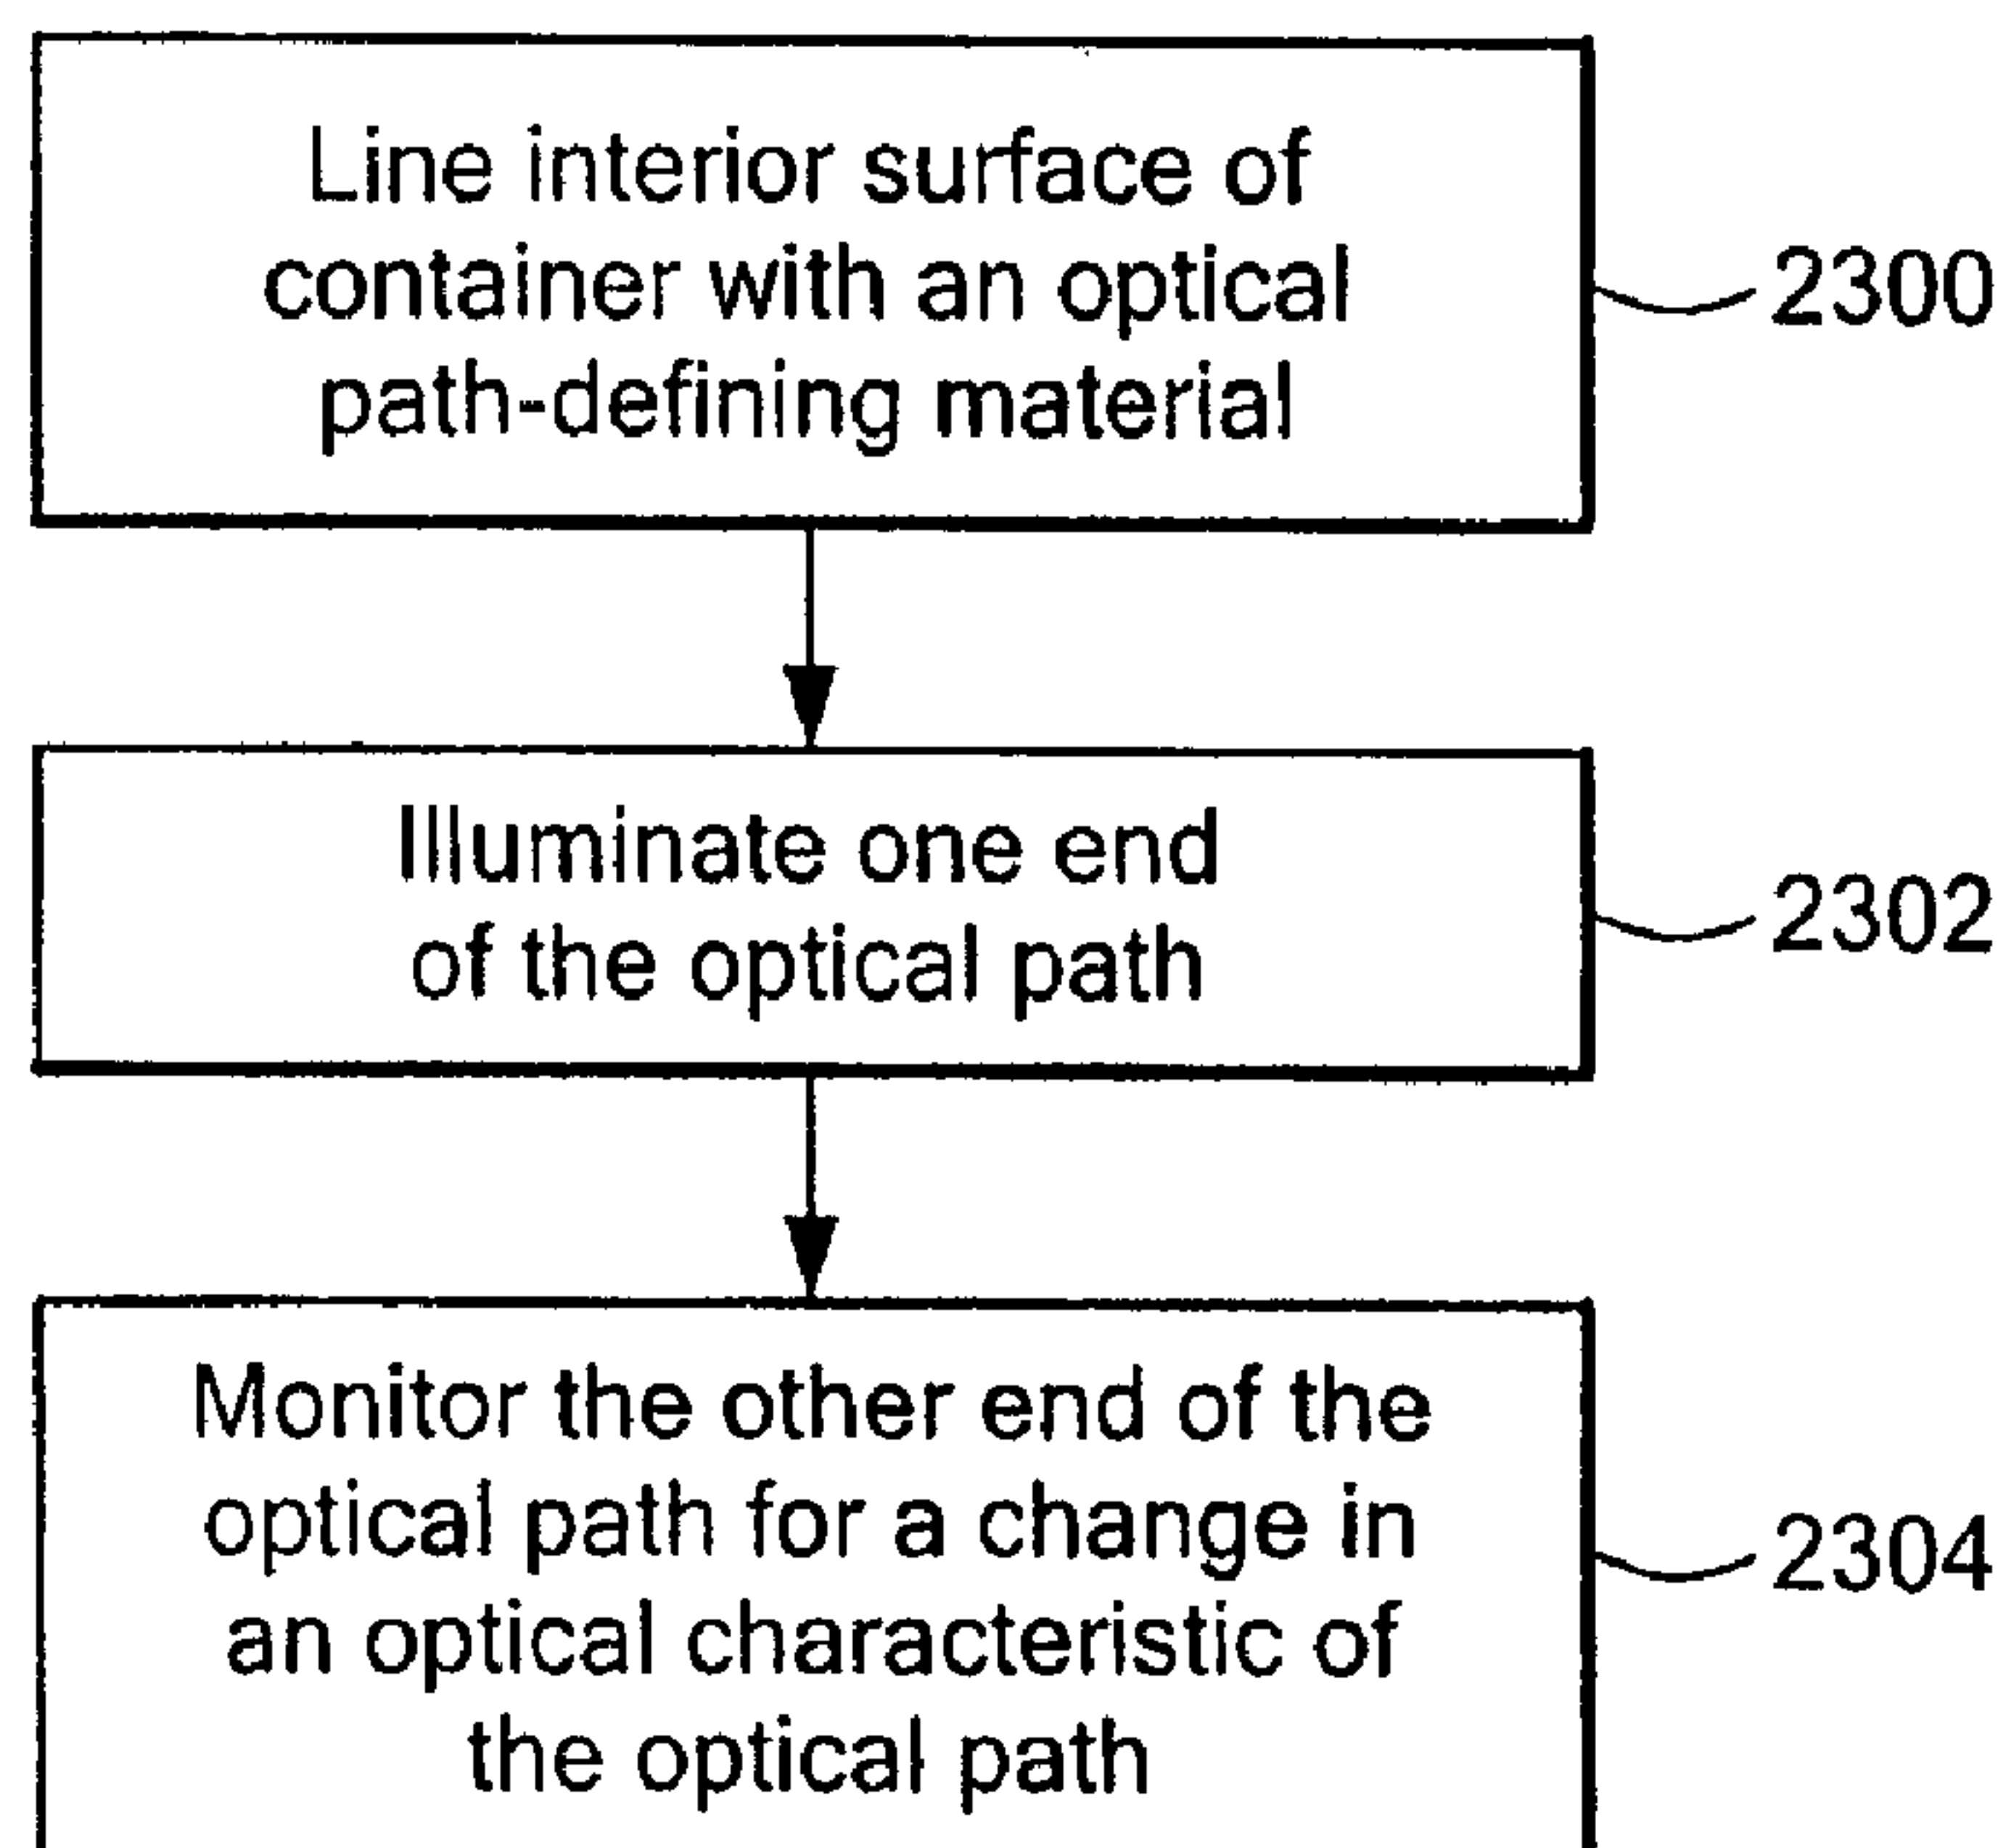 Line interior surface of
container with an optical
path-defining material
2300
Illuminate one end
of the optical path
2302
Monitor the other end of the
optical path for a change in
an optical characteristic of
the optical path
2304